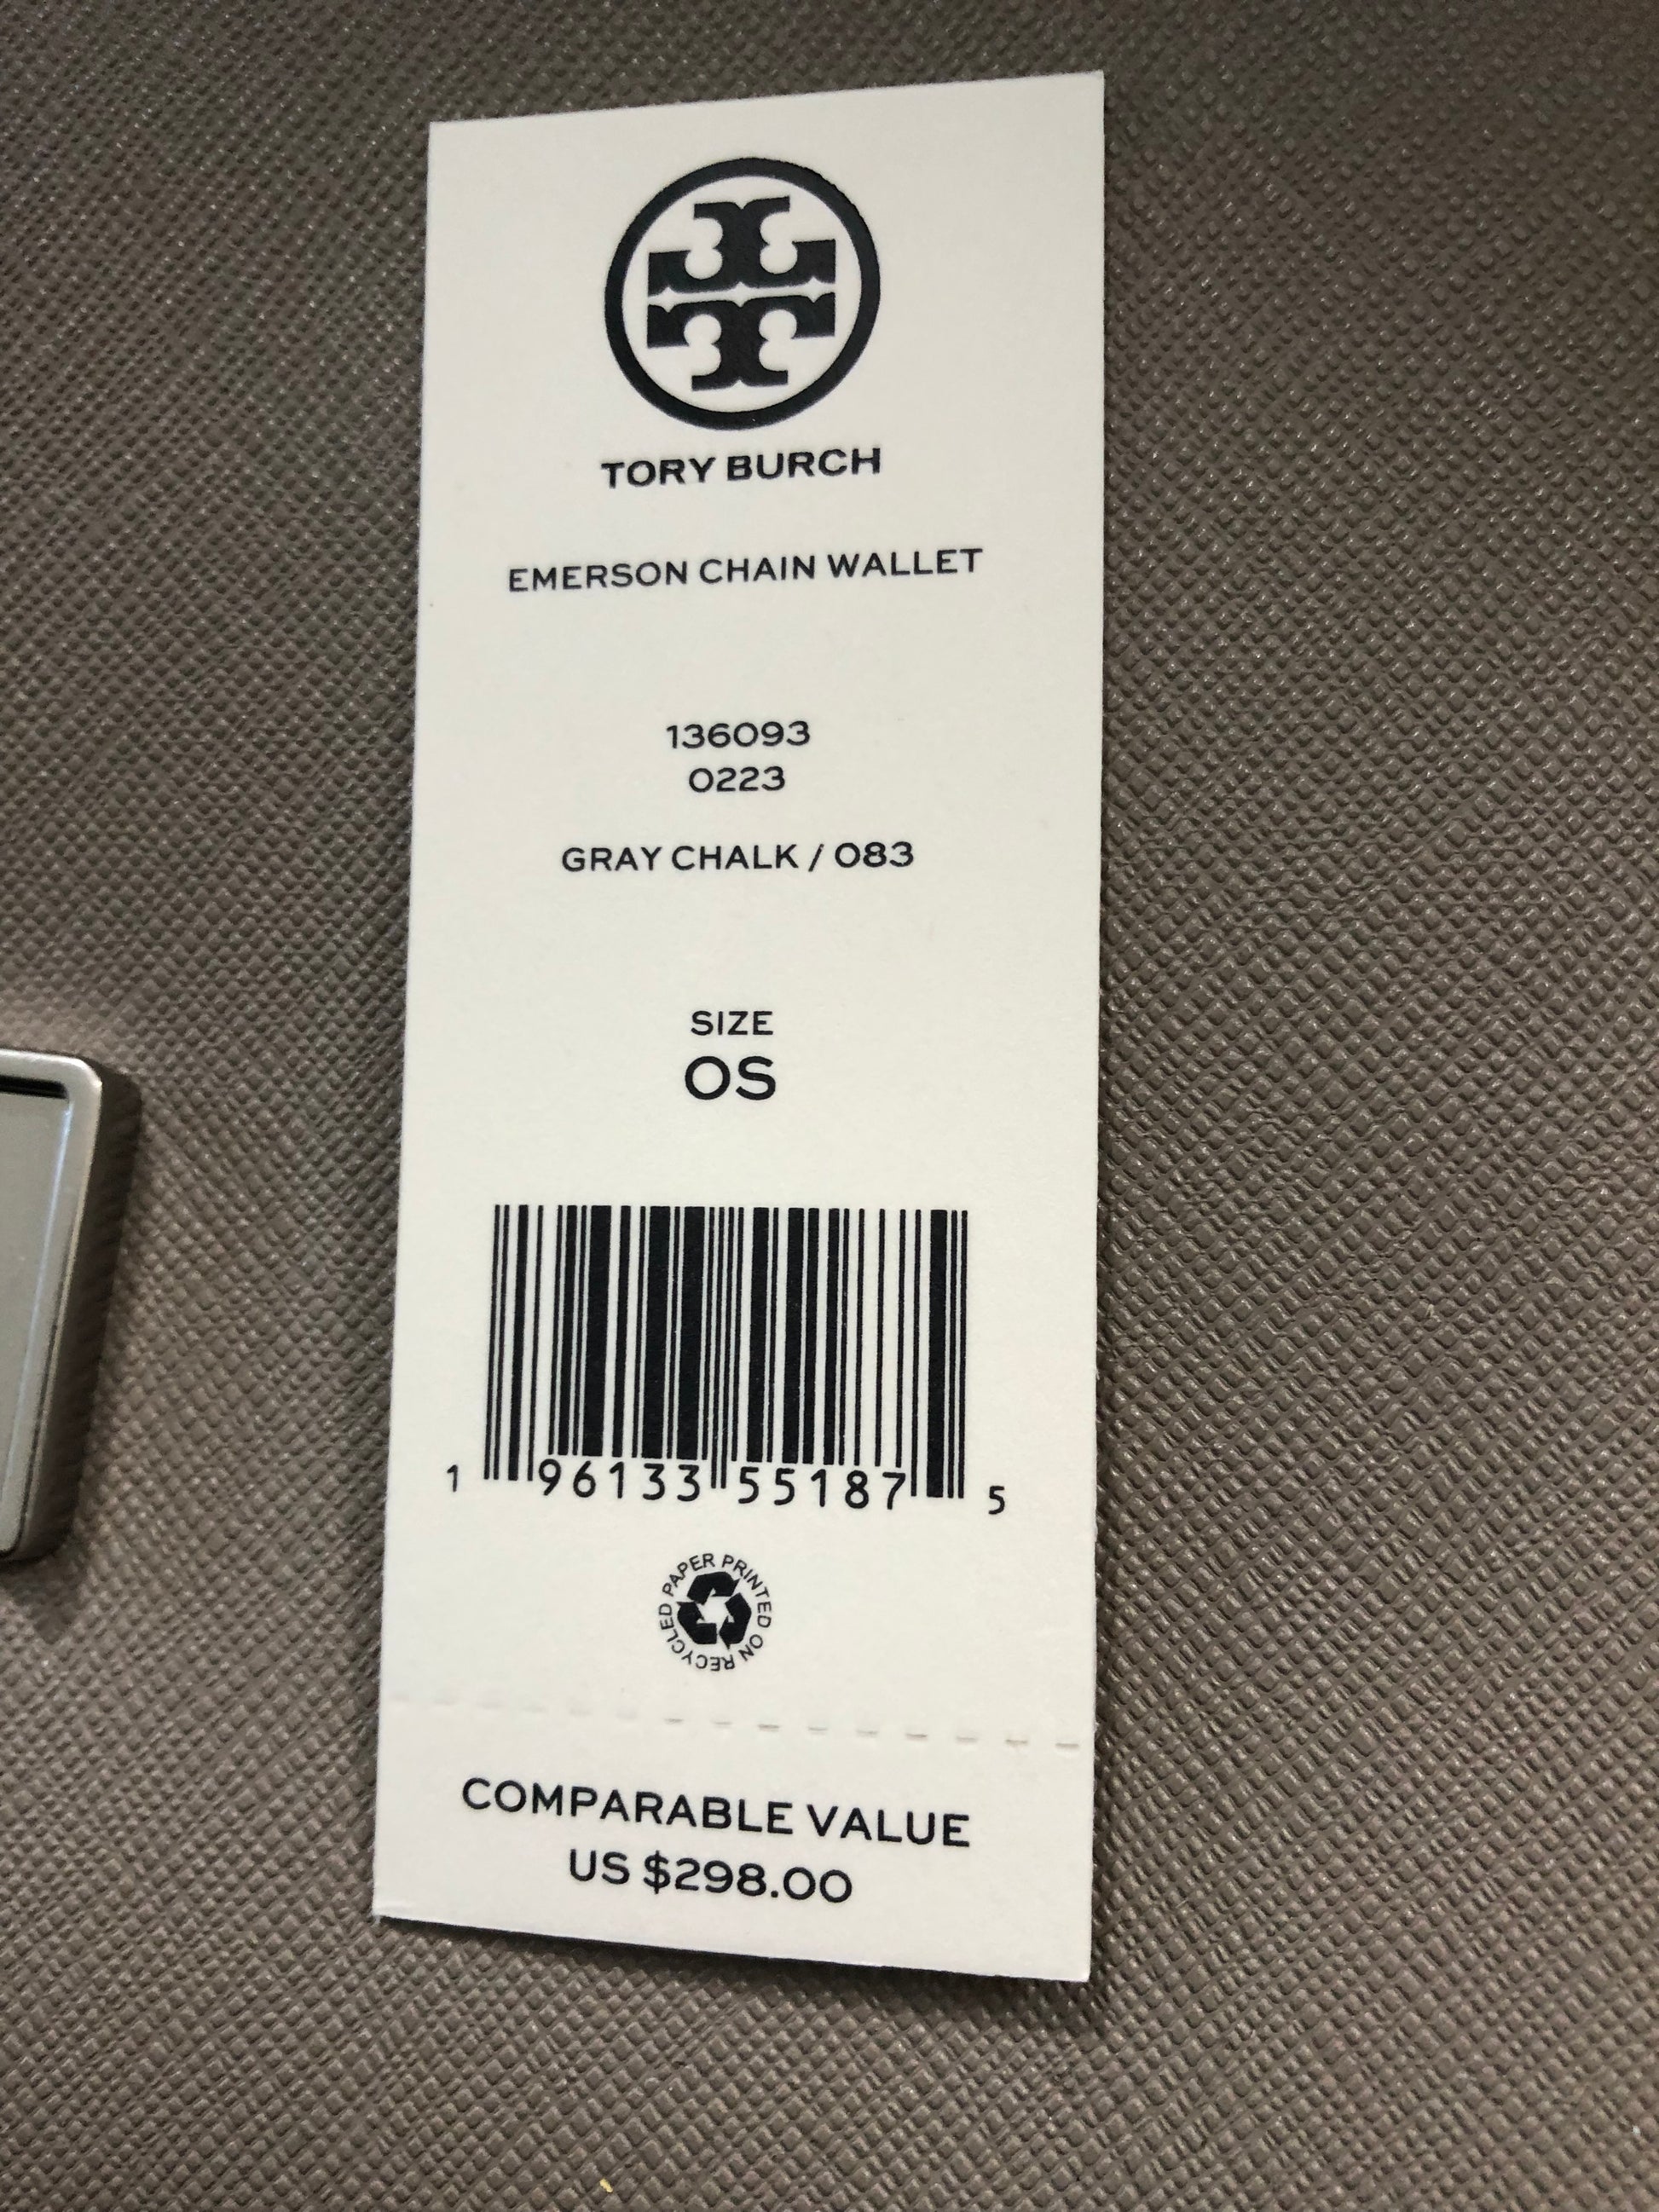 TORY BURCH
EMERSON CHAIN WALLET
136093
0223
GRAY CHALK / 083
SIZE
OS
1 96133 55187 5
PRINTED ON RECYCLED PAPER
COMPARABLE VALUE
US $298.00